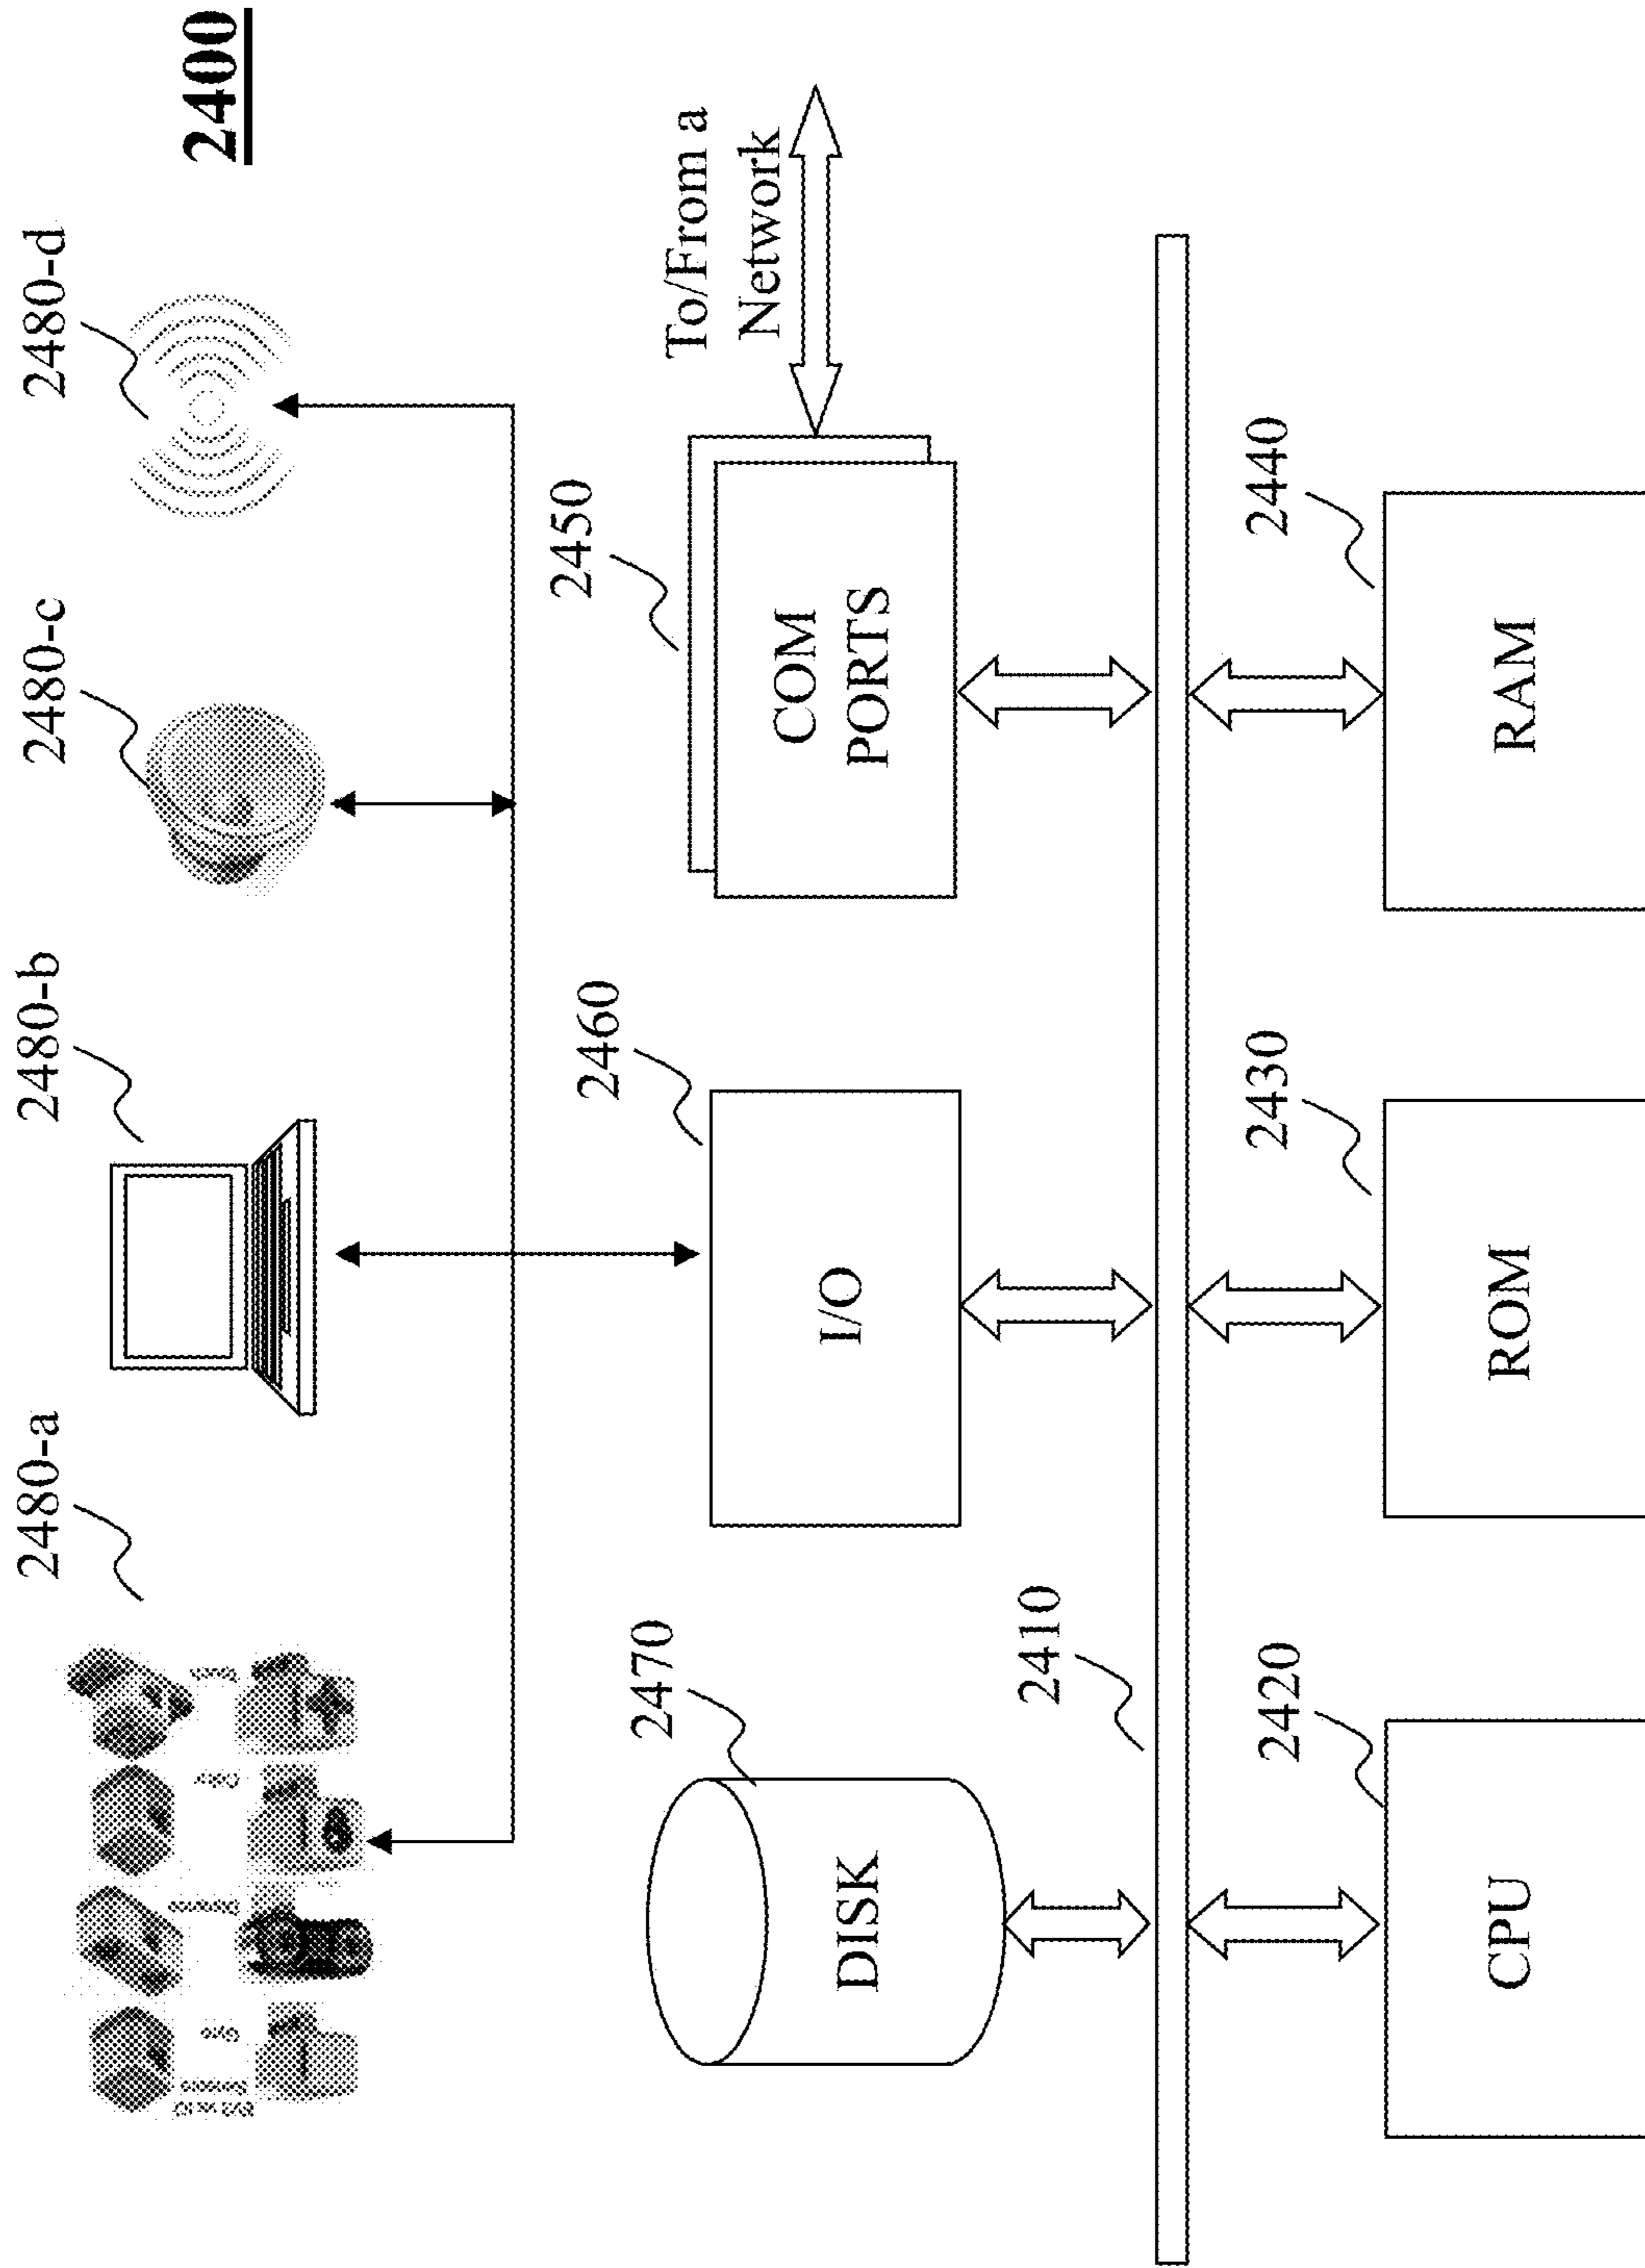 2400
2480-a
2480-b
2480-c
2480-d
2470
DISK
2460
I/O
2450
COM
PORTS
To/From a
Network
2410
2420
CPU
2430
ROM
2440
RAM